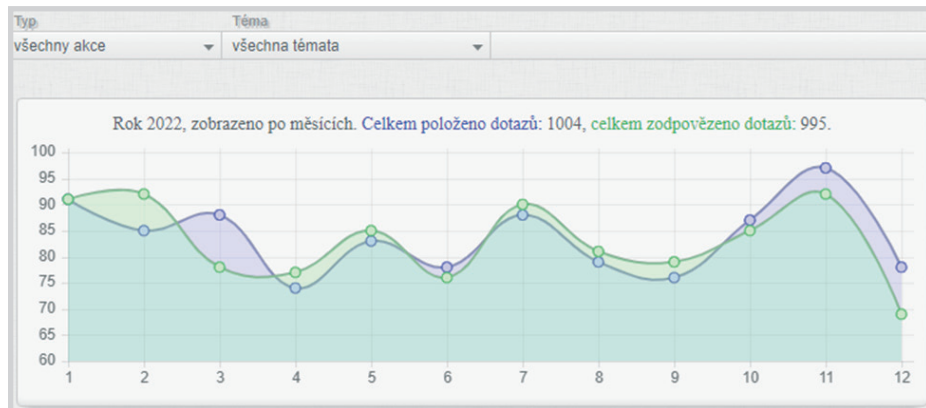 Typ Téma
všechny akce všechna témata
Rok 2022, zobrazeno po měsících. Celkem položeno dotazů: 1004, celkem zodpovězeno dotazů: 995.
100
95
90
85
80
75
70
65
60
1 2 3 4 5 6 7 8 9 10 11 12